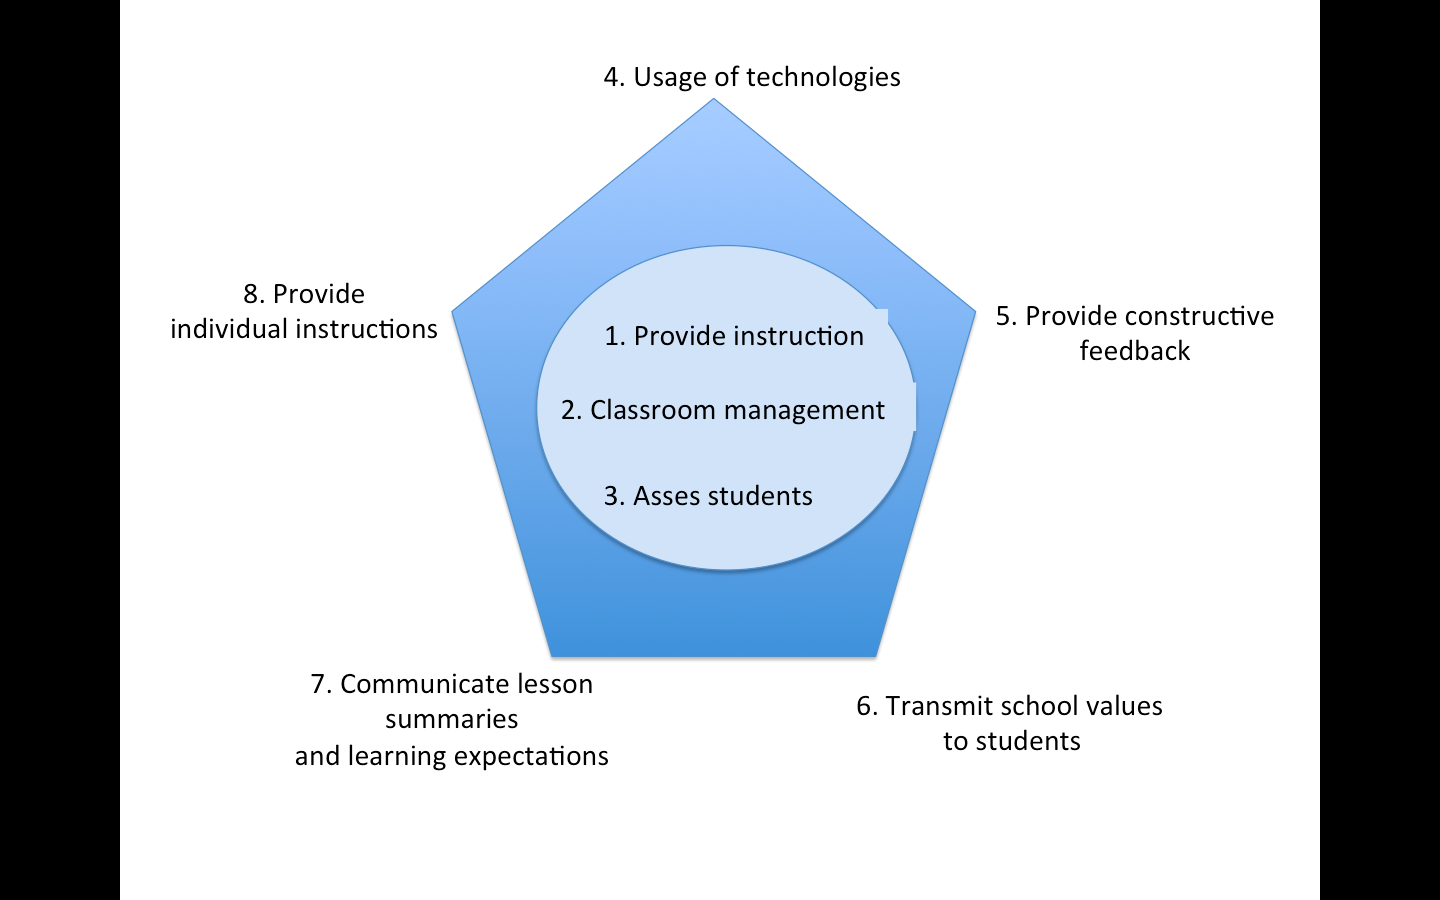 4. Usage of technologies
8. Provide
individual instructions
5. Provide constructive
feedback
1. Provide instruction
2. Classroom management
3. Asses students
7. Communicate lesson
summaries
and learning expectations
6. Transmit school values
to students